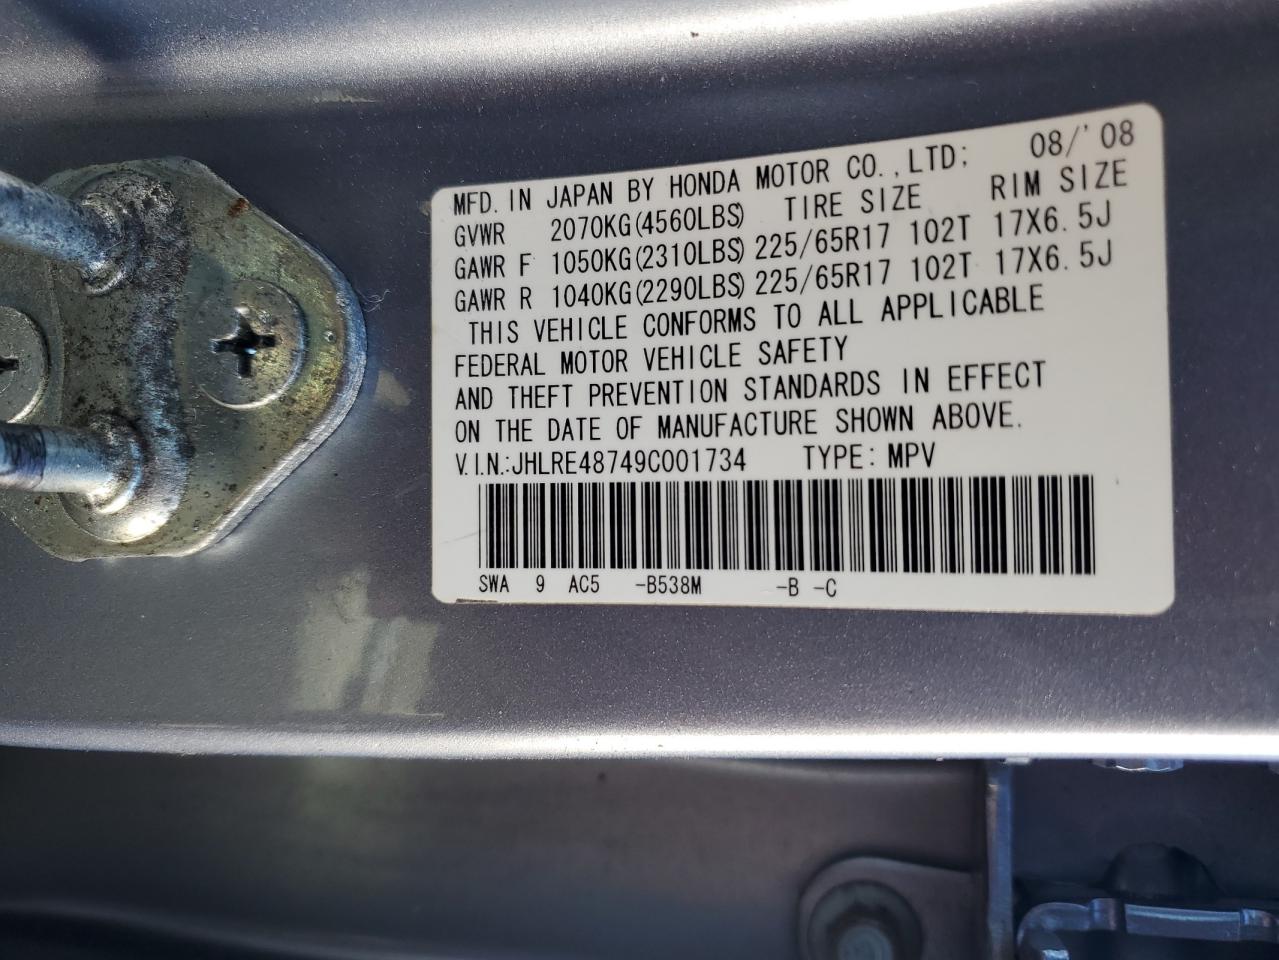 MFD. IN JAPAN BY HONDA MOTOR CO., LTD: 08/'08
GVWR 2070KG(4560LBS) TIRE SIZE RIM SIZE
GAWR F 1050KG(2310LBS) 225/65R17 102T 17X6.5J
GAWR R 1040KG(2290LBS) 225/65R17 102T 17X6.5J
THIS VEHICLE CONFORMS TO ALL APPLICABLE
FEDERAL MOTOR VEHICLE SAFETY
AND THEFT PREVENTION STANDARDS IN EFFECT
ON THE DATE OF MANUFACTURE SHOWN ABOVE.
V.I.N.:JHLRE48749C001734 TYPE: MPV
SWA 9 AC5 -B538M -B -C